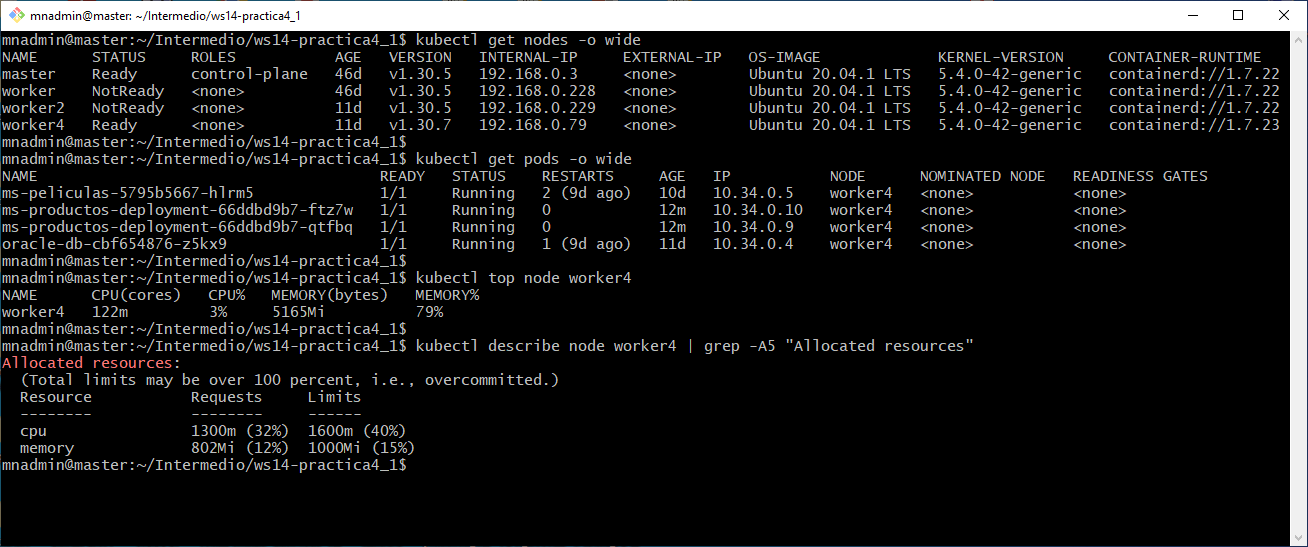 mnadmin@master: ~/Intermedio/ws14-practica4_1
mnadmin@master:~/Intermedio/ws14-practica4_1$ kubectl get nodes -o wide
NAME      STATUS     ROLES           AGE   VERSION   INTERNAL-IP     EXTERNAL-IP   OS-IMAGE             KERNEL-VERSION     CONTAINER-RUNTIME
master    Ready      control-plane   46d   v1.30.5   192.168.0.3     <none>        Ubuntu 20.04.1 LTS   5.4.0-42-generic   containerd://1.7.22
worker    NotReady   <none>          46d   v1.30.5   192.168.0.228   <none>        Ubuntu 20.04.1 LTS   5.4.0-42-generic   containerd://1.7.22
worker2   NotReady   <none>          11d   v1.30.5   192.168.0.229   <none>        Ubuntu 20.04.1 LTS   5.4.0-42-generic   containerd://1.7.22
worker4   Ready      <none>          11d   v1.30.7   192.168.0.79    <none>        Ubuntu 20.04.1 LTS   5.4.0-42-generic   containerd://1.7.23
mnadmin@master:~/Intermedio/ws14-practica4_1$
mnadmin@master:~/Intermedio/ws14-practica4_1$ kubectl get pods -o wide
NAME                                      READY   STATUS    RESTARTS     AGE   IP           NODE      NOMINATED NODE   READINESS GATES
ms-peliculas-5795b5667-hlrm5              1/1     Running   2 (9d ago)   10d   10.34.0.5    worker4   <none>           <none>
ms-productos-deployment-66ddbd9b7-ftz7w   1/1     Running   0            12m   10.34.0.10   worker4   <none>           <none>
ms-productos-deployment-66ddbd9b7-qtfbq   1/1     Running   0            12m   10.34.0.9    worker4   <none>           <none>
oracle-db-cbf654876-z5kx9                 1/1     Running   1 (9d ago)   11d   10.34.0.4    worker4   <none>           <none>
mnadmin@master:~/Intermedio/ws14-practica4_1$
mnadmin@master:~/Intermedio/ws14-practica4_1$ kubectl top node worker4
NAME      CPU(cores)   CPU%   MEMORY(bytes)   MEMORY%
worker4   122m         3%     5165Mi          79%
mnadmin@master:~/Intermedio/ws14-practica4_1$
mnadmin@master:~/Intermedio/ws14-practica4_1$ kubectl describe node worker4 | grep -A5 "Allocated resources"
Allocated resources:
  (Total limits may be over 100 percent, i.e., overcommitted.)
  Resource           Requests     Limits
  --------           --------     ------
  cpu                1300m (32%)  1600m (40%)
  memory             802Mi (12%)  1000Mi (15%)
mnadmin@master:~/Intermedio/ws14-practica4_1$